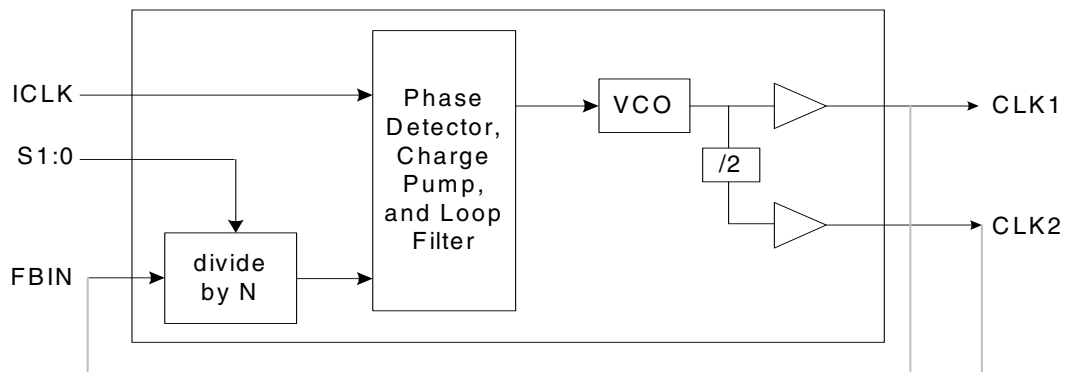 ICLK
S1:0
FBIN
divide
by N
Phase
Detector,
Charge
Pump,
and Loop
Filter
VCO
/2
CLK1
CLK2